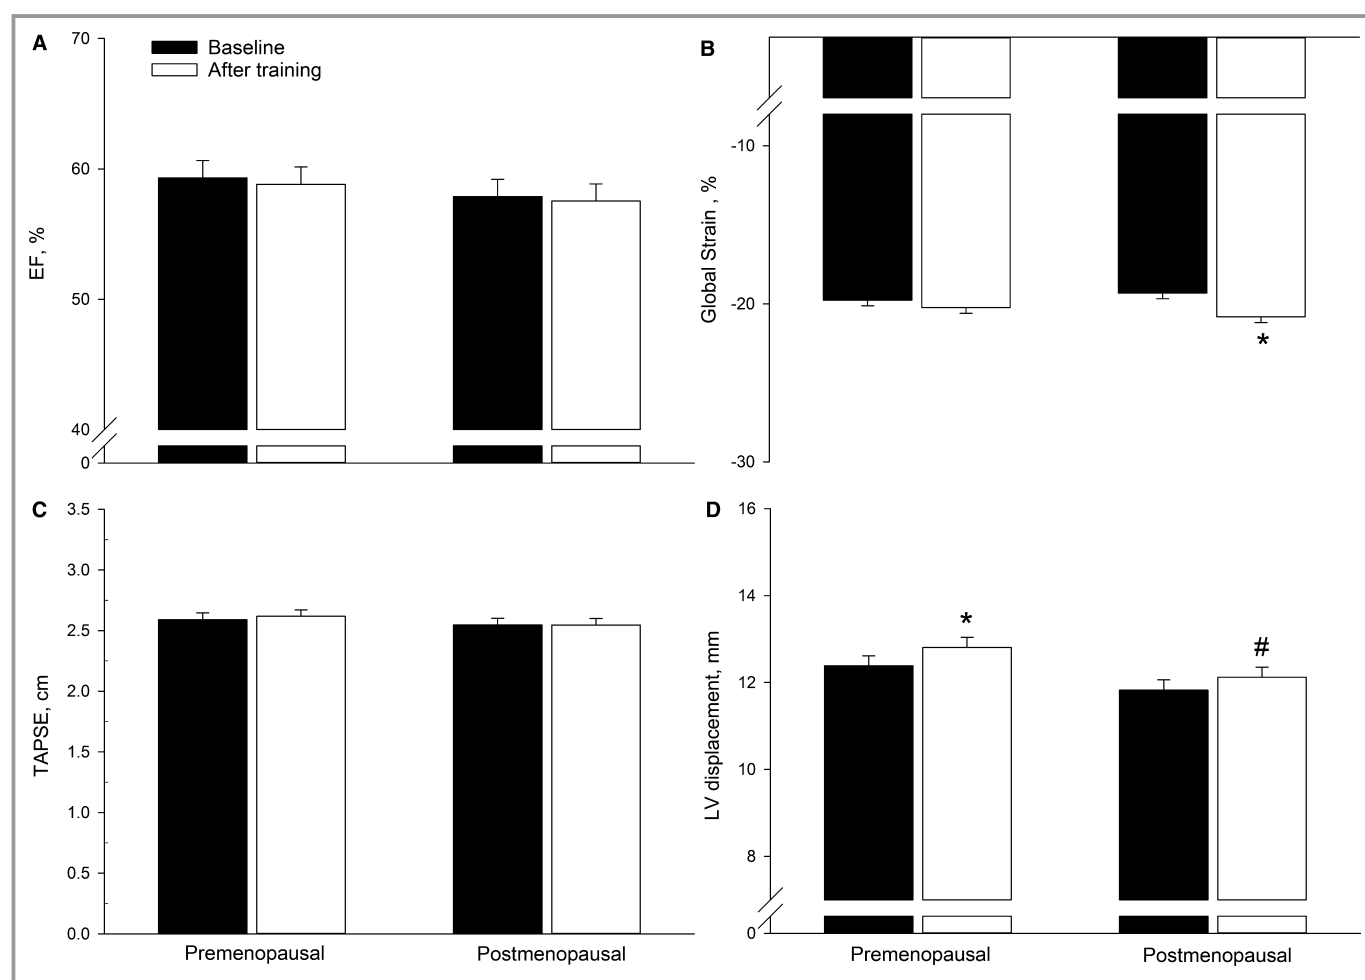 A
70
60
50
40
0
EF, %
Baseline
After training
B
-10
-20
-30
Global Strain , %
*
C
3.5
3.0
2.5
2.0
1.5
1.0
0.5
0.0
TAPSE, cm
Premenopausal
Postmenopausal
D
16
14
12
10
8
0
LV displacement, mm
*
#
Premenopausal
Postmenopausal